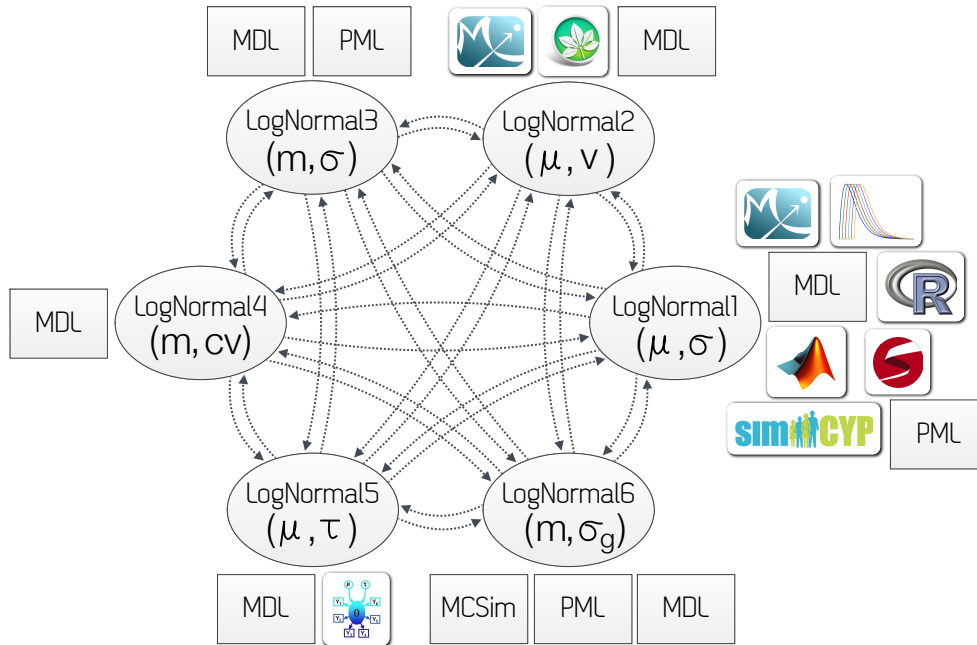 MDL
PML
MDL
LogNormal3
(m,σ)
LogNormal2
(μ,v)
MDL
R
MDL
LogNormal4
(m,cv)
LogNormal1
(μ,σ)
simCYP
PML
LogNormal5
(μ,τ)
LogNormal6
(m,σg)
MDL
θ
MCSim
PML
MDL